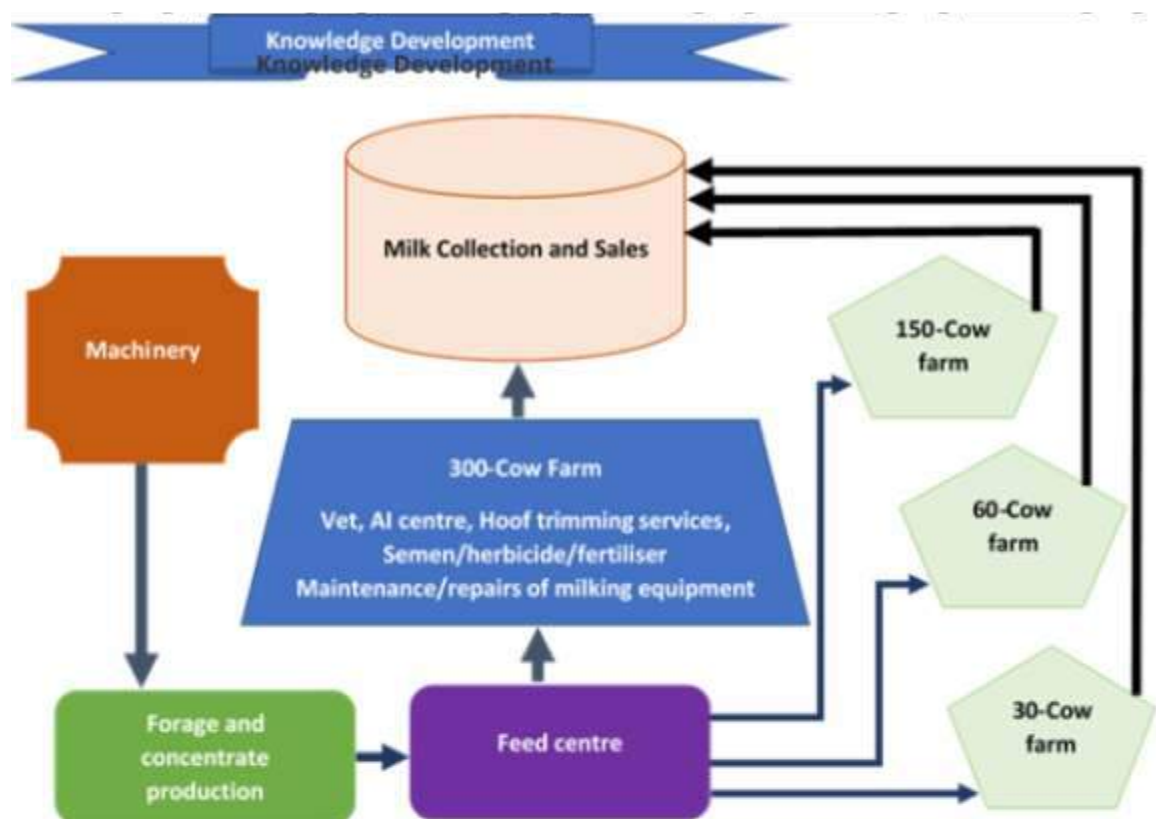 Knowledge Development
Knowledge Development
Milk Collection and Sales
Machinery
150-Cow
farm
300-Cow Farm
Vet, AI centre, Hoof trimming services,
Semen/herbicide/fertiliser
Maintenance/repairs of milking equipment
60-Cow
farm
Forage and
concentrate
production
Feed centre
30-Cow
farm